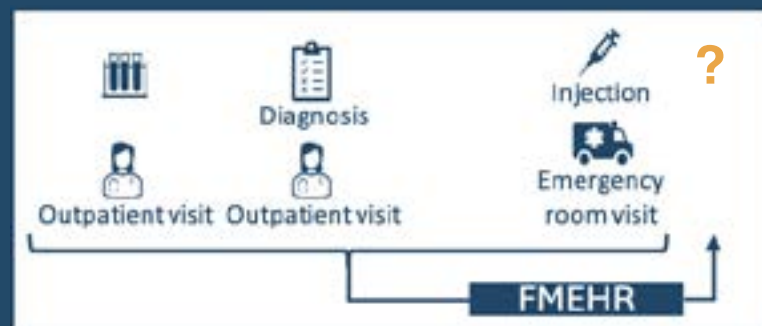 Injection ?
Diagnosis
Outpatient visit Outpatient visit Emergency
room visit
FMEHR